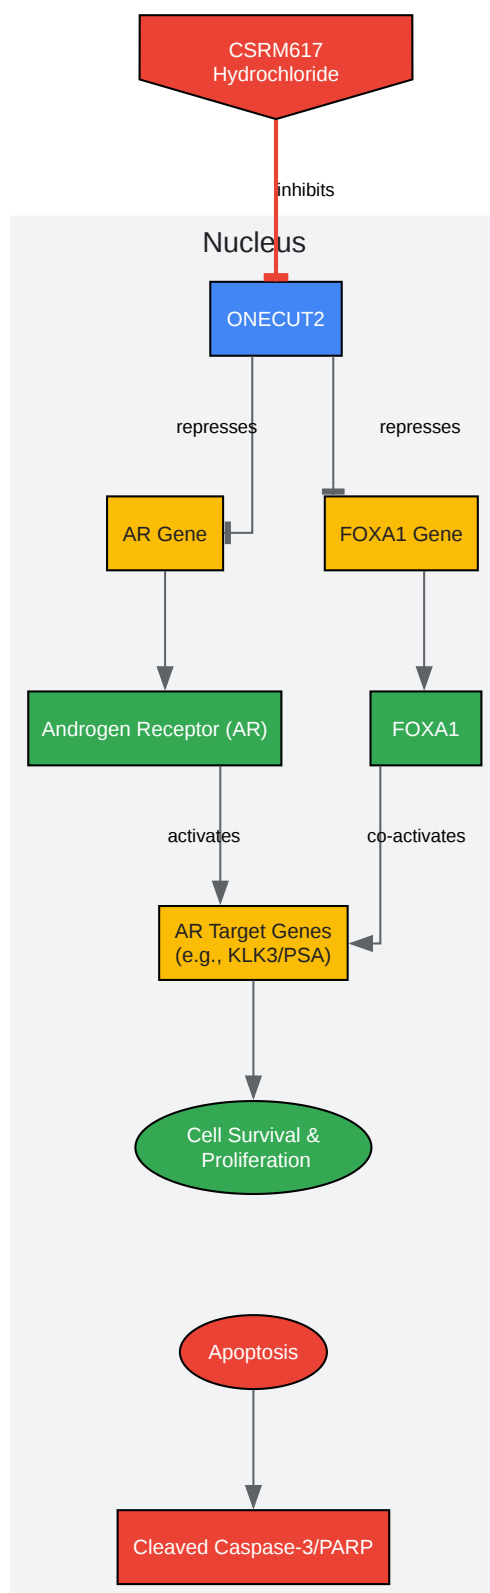 CSRM617
Hydrochloride
inhibits
Nucleus
ONECUT2
represses
represses
AR Gene
FOXA1 Gene
Androgen Receptor (AR)
FOXA1
activates
co-activates
AR Target Genes
(e.g., KLK3/PSA)
Cell Survival &
Proliferation
Apoptosis
Cleaved Caspase-3/PARP